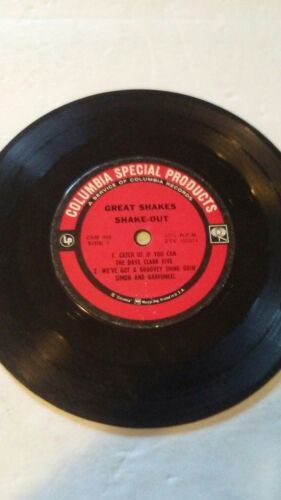 COLUMBIA SPECIAL PRODUCTS
A SERVICE OF COLUMBIA RECORDS
GREAT SHAKES
SHAKE-OUT
LP
SIDE 1
R.P.M.
1. CATCH US IF YOU CAN
THE DAVE CLARK FIVE
2. WE'VE GOT A GROOVEY THING GOIN'
SIMON AND GARFUNKEL